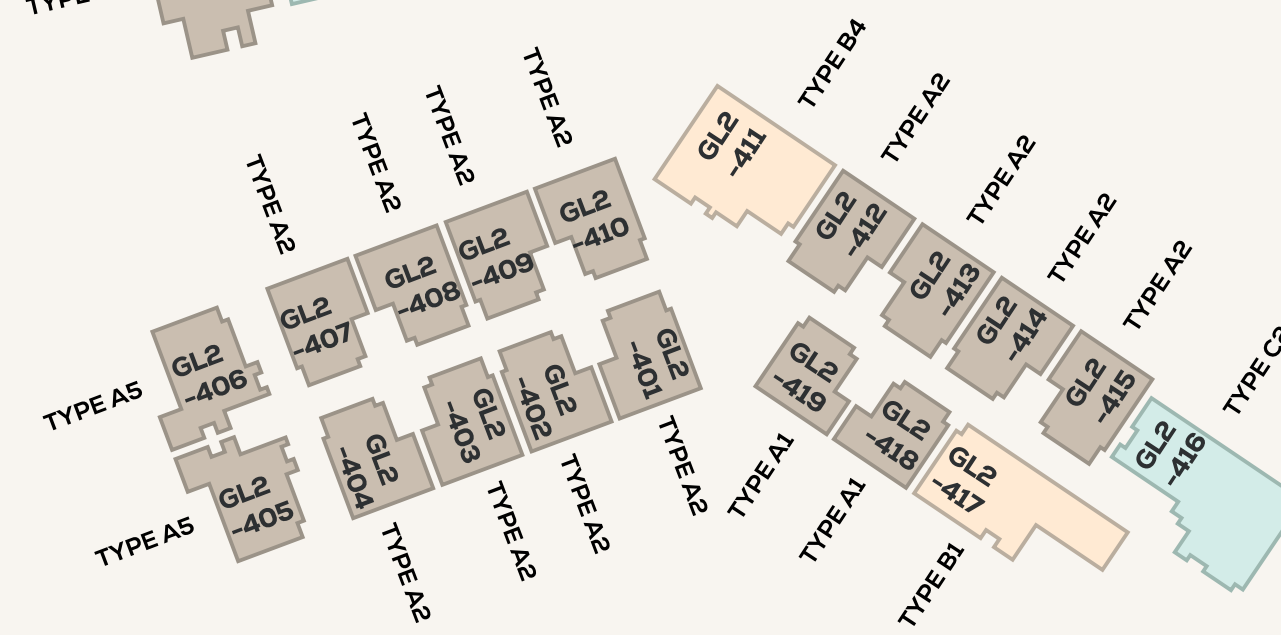 TYPE
TYPE A2
TYPE A2
TYPE A2
TYPE A2
TYPE B4
TYPE A2
TYPE A2
TYPE A2
TYPE A2
TYPE C2
GL2
-411
GL2
-410
GL2
-412
GL2
-409
GL2
-413
GL2
-408
GL2
-414
GL2
-407
GL2
-406
GL2
-401
GL2
-419
GL2
-415
TYPE A5
GL2
-402
GL2
-403
GL2
-418
GL2
-416
GL2
-404
GL2
-417
GL2
-405
TYPE A5
TYPE A2
TYPE A2
TYPE A2
TYPE A2
TYPE A1
TYPE A1
TYPE B1